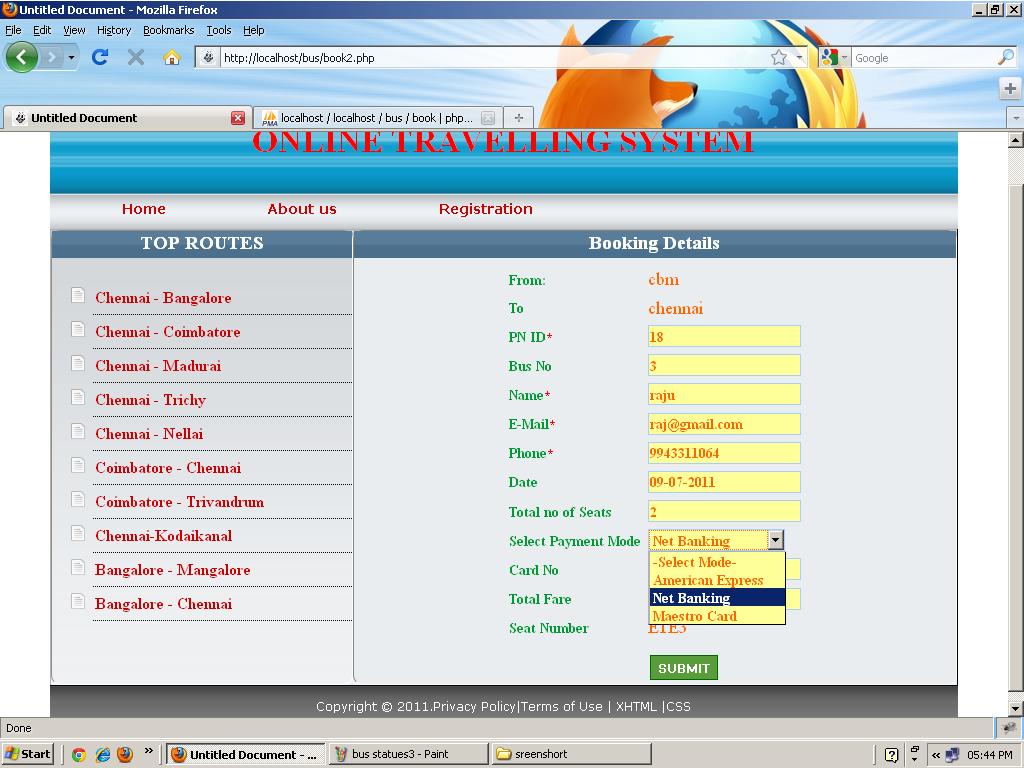 Untitled Document - Mozilla Firefox
File Edit View History Bookmarks Tools Help
http://localhost/bus/book2.php
Google
Untitled Document
localhost / localhost / bus / book | php...
ONLINE TRAVELLING SYSTEM
Home About us Registration
TOP ROUTES
Chennai - Bangalore
Chennai - Coimbatore
Chennai - Madurai
Chennai - Trichy
Chennai - Nellai
Coimbatore - Chennai
Coimbatore - Trivandrum
Chennai-Kodaikanal
Bangalore - Mangalore
Bangalore - Chennai
Booking Details
From: cbm
To chennai
PN ID* 18
Bus No 3
Name* raju
E-Mail* raj@gmail.com
Phone* 9943311064
Date 09-07-2011
Total no of Seats 2
Select Payment Mode Net Banking
-Select Mode-
American Express
Net Banking
Maestro Card
Card No
Total Fare
Seat Number E1E3
SUBMIT
Copyright © 2011.Privacy Policy|Terms of Use | XHTML |CSS
Done
Start Untitled Document - ... bus statues3 - Paint sreenshort 05:44 PM